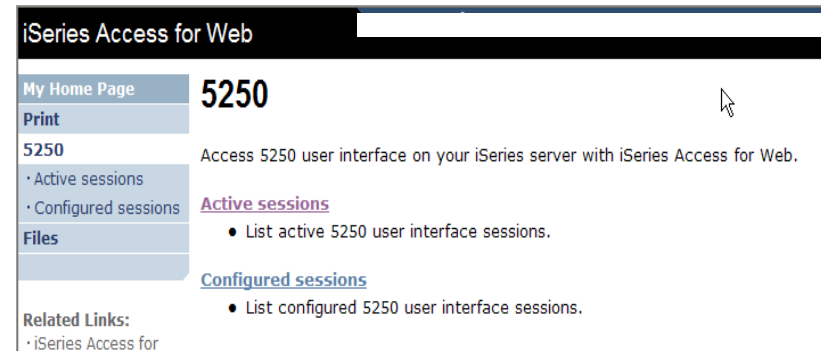 iSeries Access for Web
My Home Page
Print
5250
· Active sessions
· Configured sessions
Files
Related Links:
· iSeries Access for
5250
Access 5250 user interface on your iSeries server with iSeries Access for Web.
Active sessions
● List active 5250 user interface sessions.
Configured sessions
● List configured 5250 user interface sessions.